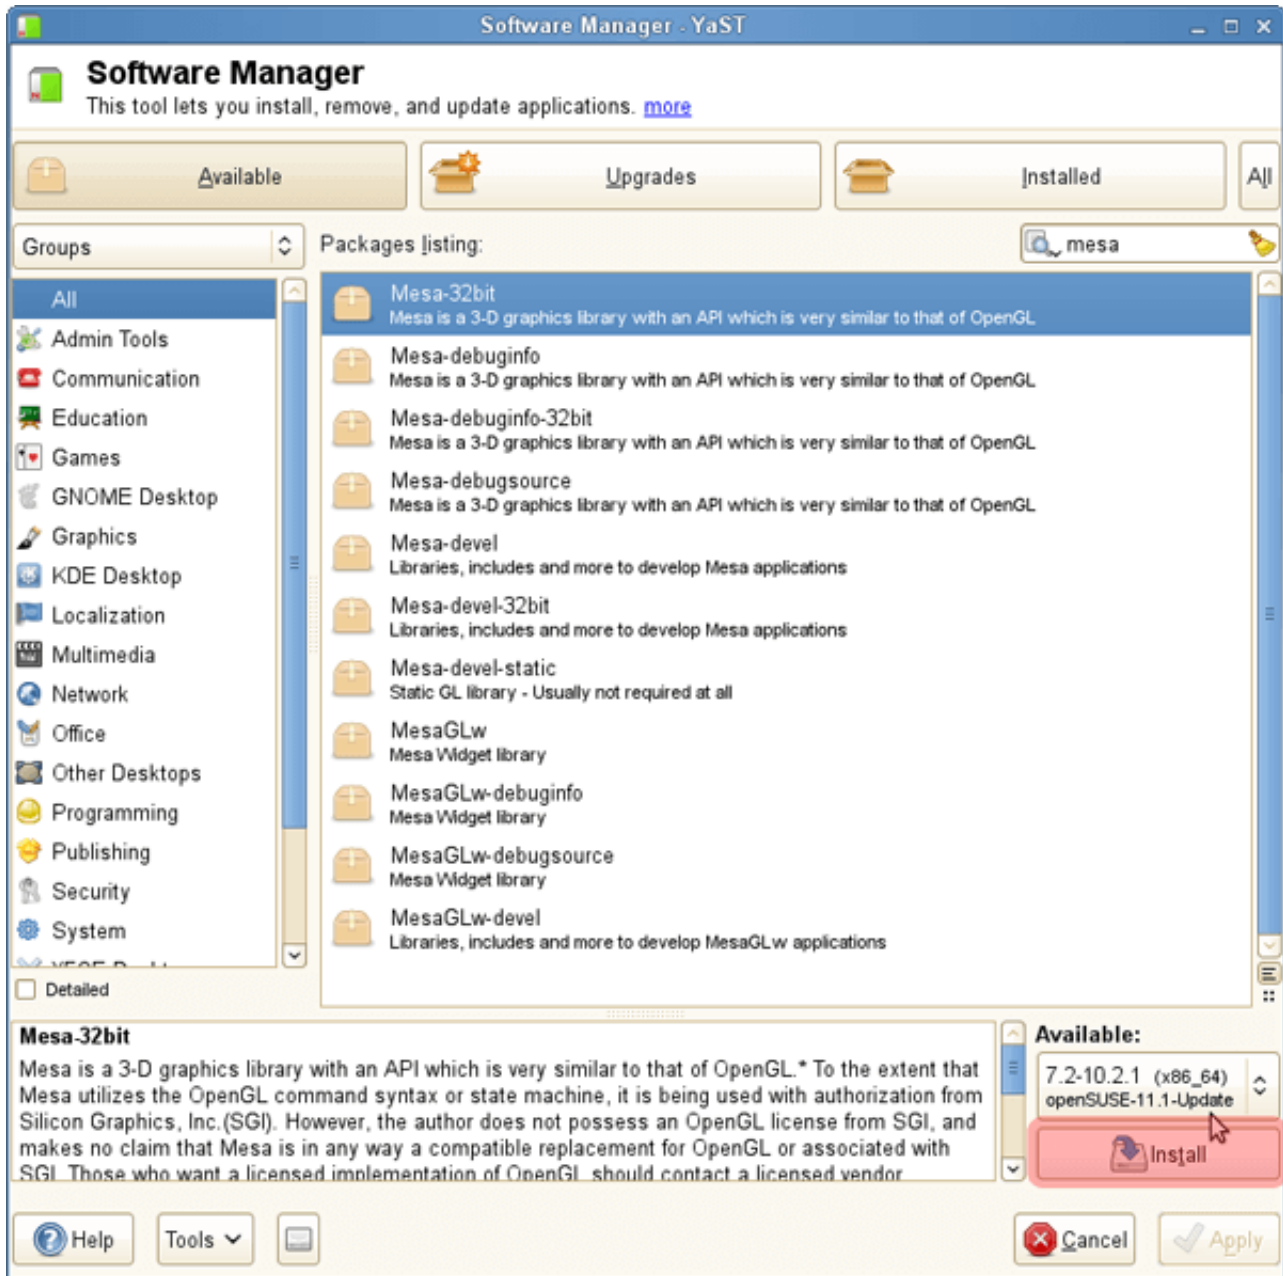 Software Manager - YaST
Software Manager
This tool lets you install, remove, and update applications. more
Available
Upgrades
Installed
All
Groups
Packages listing:
mesa
All
Admin Tools
Communication
Education
Games
GNOME Desktop
Graphics
KDE Desktop
Localization
Multimedia
Network
Office
Other Desktops
Programming
Publishing
Security
System
Detailed
Mesa-32bit
Mesa is a 3-D graphics library with an API which is very similar to that of OpenGL
Mesa-debuginfo
Mesa is a 3-D graphics library with an API which is very similar to that of OpenGL
Mesa-debuginfo-32bit
Mesa is a 3-D graphics library with an API which is very similar to that of OpenGL
Mesa-debugsource
Mesa is a 3-D graphics library with an API which is very similar to that of OpenGL
Mesa-devel
Libraries, includes and more to develop Mesa applications
Mesa-devel-32bit
Libraries, includes and more to develop Mesa applications
Mesa-devel-static
Static GL library - Usually not required at all
MesaGLw
Mesa Widget library
MesaGLw-debuginfo
Mesa Widget library
MesaGLw-debugsource
Mesa Widget library
MesaGLw-devel
Libraries, includes and more to develop MesaGLw applications
Mesa-32bit
Mesa is a 3-D graphics library with an API which is very similar to that of OpenGL.* To the extent that
Mesa utilizes the OpenGL command syntax or state machine, it is being used with authorization from
Silicon Graphics, Inc.(SGI). However, the author does not possess an OpenGL license from SGI, and
makes no claim that Mesa is in any way a compatible replacement for OpenGL or associated with
SGI. Those who want a licensed implementation of OpenGL should contact a licensed vendor
Available:
7.2-10.2.1 (x86_64)
openSUSE-11.1-Update
Install
Help
Tools
Cancel
Apply